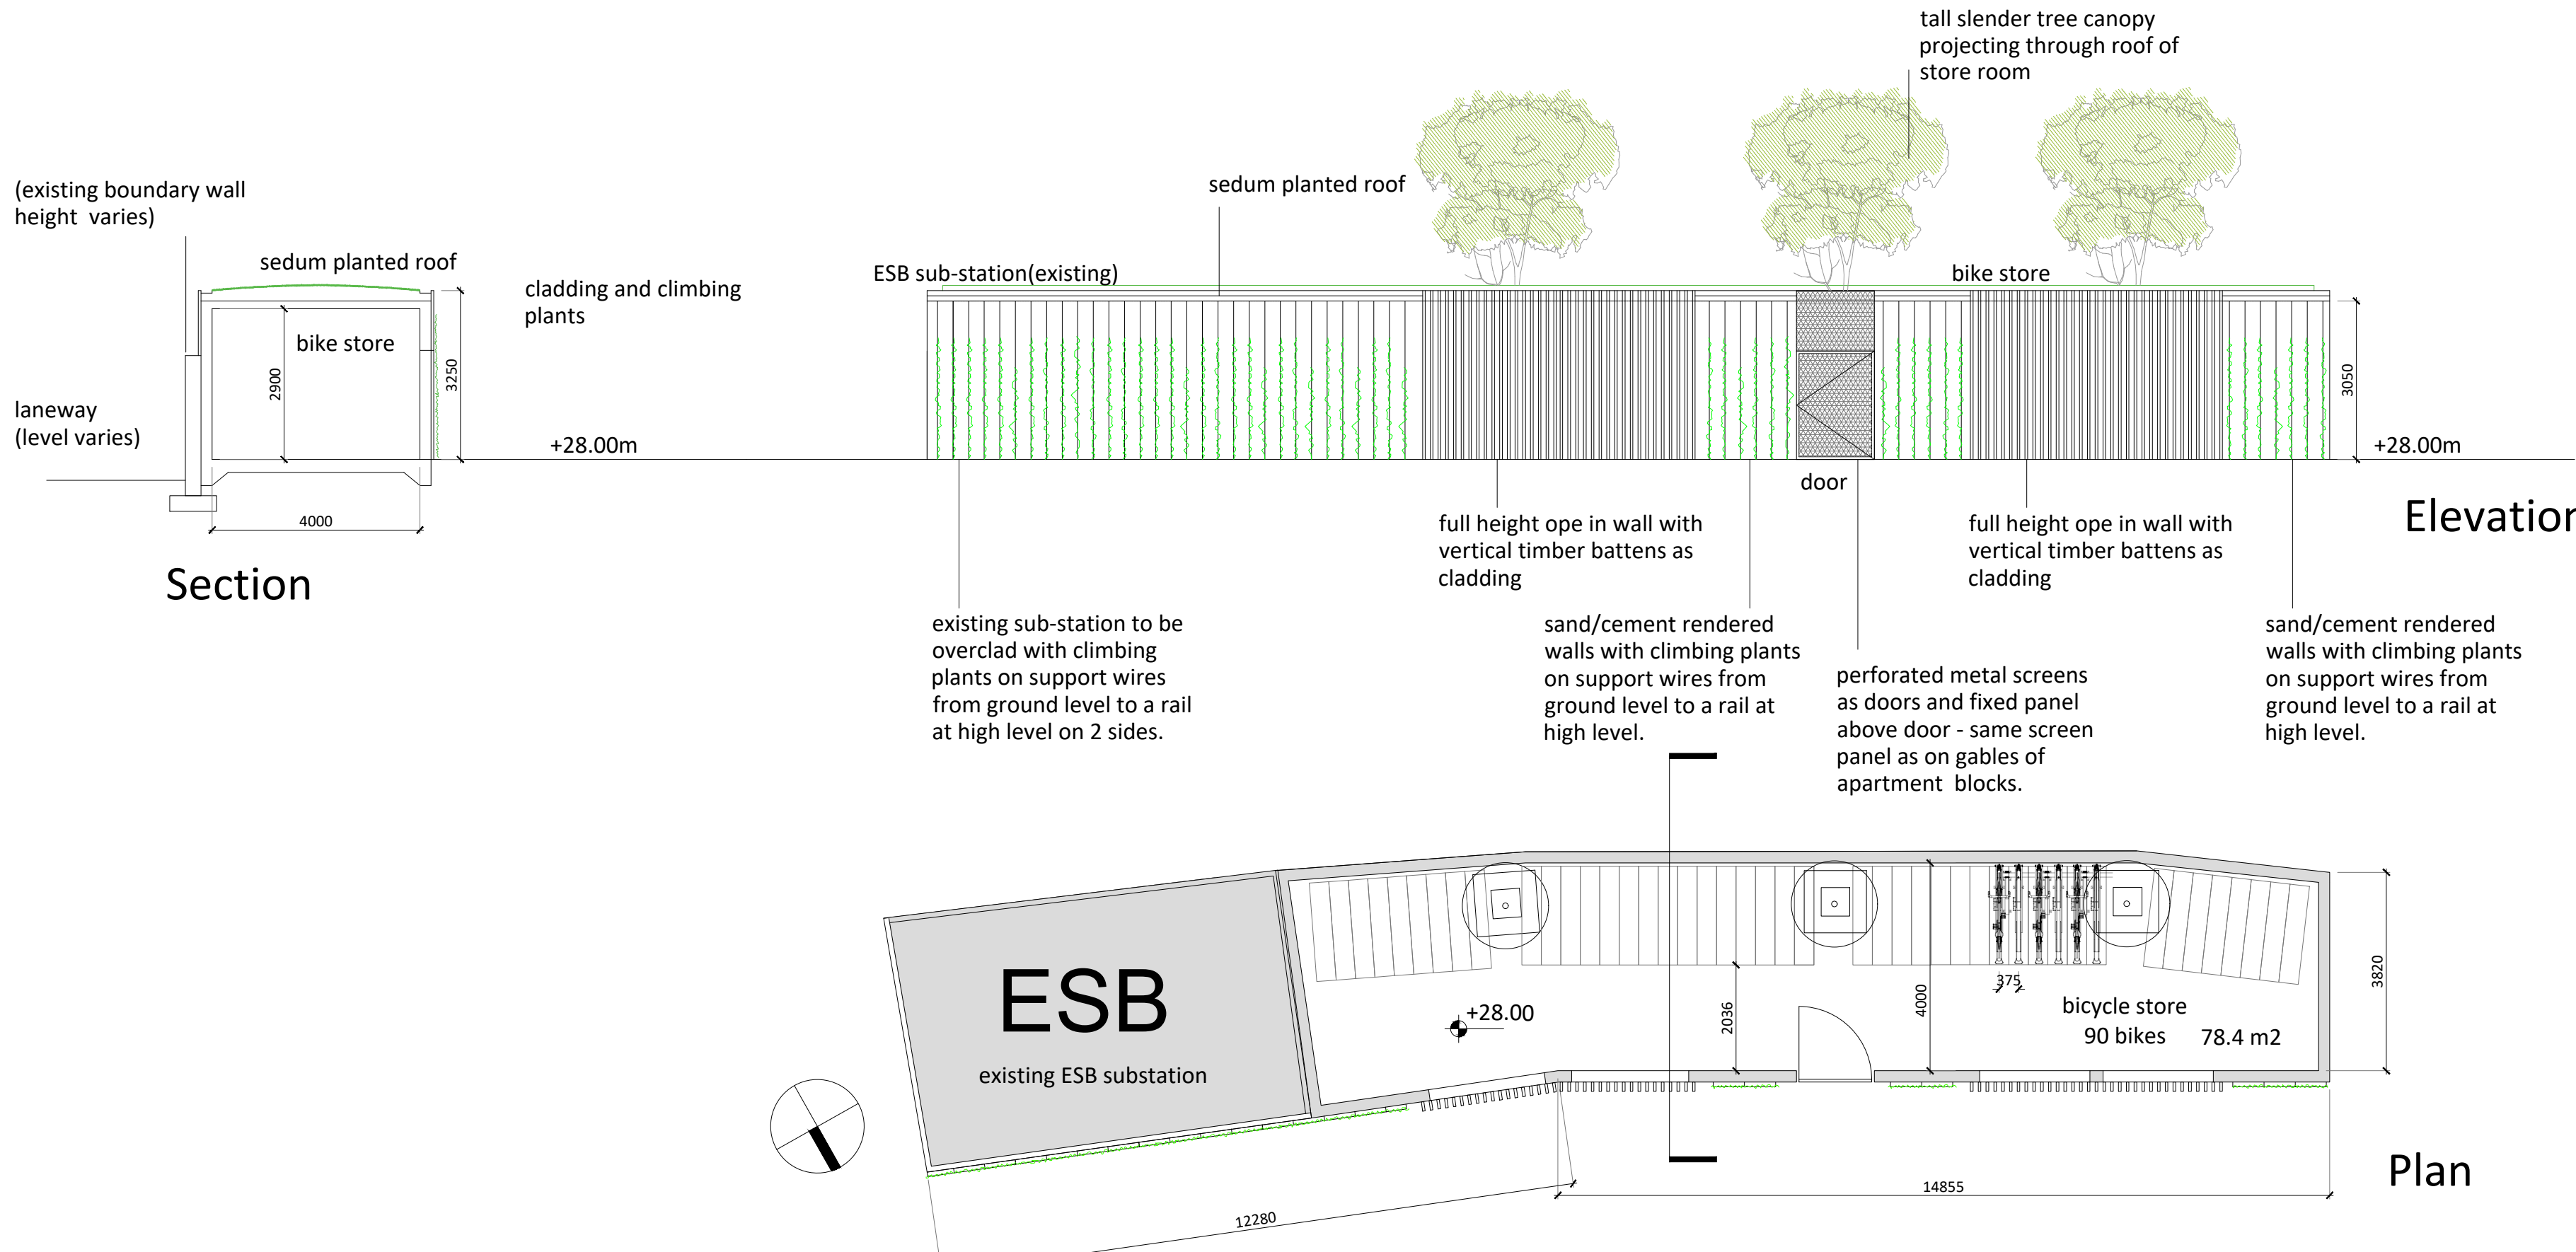 tall slender tree canopy
projecting through roof of
store room
(existing boundary wall
height  varies)
sedum planted roof
sedum planted roof
cladding and climbing
plants
ESB sub-station(existing)
bike store
bike store
2900
3250
3050
laneway
(level varies)
+28.00m
+28.00m
4000
door
Section
Elevation
full height ope in wall with
vertical timber battens as
cladding
full height ope in wall with
vertical timber battens as
cladding
existing sub-station to be
overclad with climbing
plants on support wires
from ground level to a rail
at high level on 2 sides.
sand/cement rendered
walls with climbing plants
on support wires from
ground level to a rail at
high level.
perforated metal screens
as doors and fixed panel
above door - same screen
panel as on gables of
apartment  blocks.
sand/cement rendered
walls with climbing plants
on support wires from
ground level to a rail at
high level.
ESB
existing ESB substation
+28.00
2036
4000
375
bicycle store
90 bikes
78.4 m2
3820
Plan
14855
12280